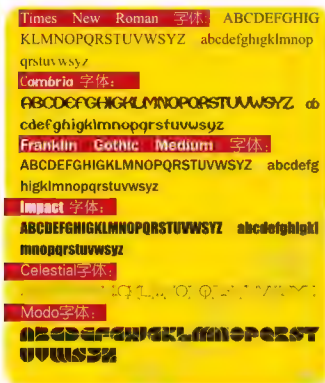 Times New Roman 字体: ABCDEFGHIG
KLMNOPQRSTUVWSYZ abcdefghigklmnop
qrstuvwsyz
Cambria 字体:
ABCDEFGHIGKLMNOPQRSTUVWSYZ ab
cdefghigklmnopqrstuvwsyz
Franklin Gothic Medium 字体:
ABCDEFGHIGKLMNOPQRSTUVWSYZ abcdefg
higklmnopqrstuvwsyz
Impact 字体:
ABCDEFGHIGKLMNOPQRSTUVWSYZ abcdefghigkl
mnopqrstuvwsyz
Celestial字体:
Modo字体:
ABCDEFGHIGKLMNOPQRST
UVWSYZ